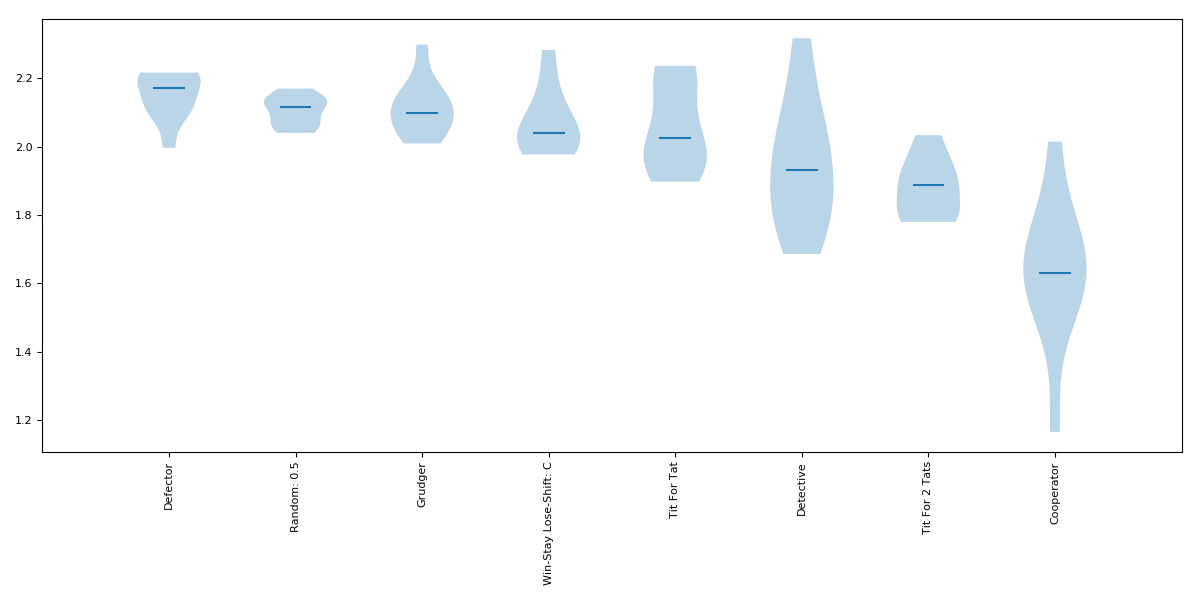 2.2
2.0
1.8
1.6
1.4
1.2
Defector
Random: 0.5
Grudger
Win-Stay Lose-Shift: C
Tit For Tat
Detective
Tit For 2 Tats
Cooperator